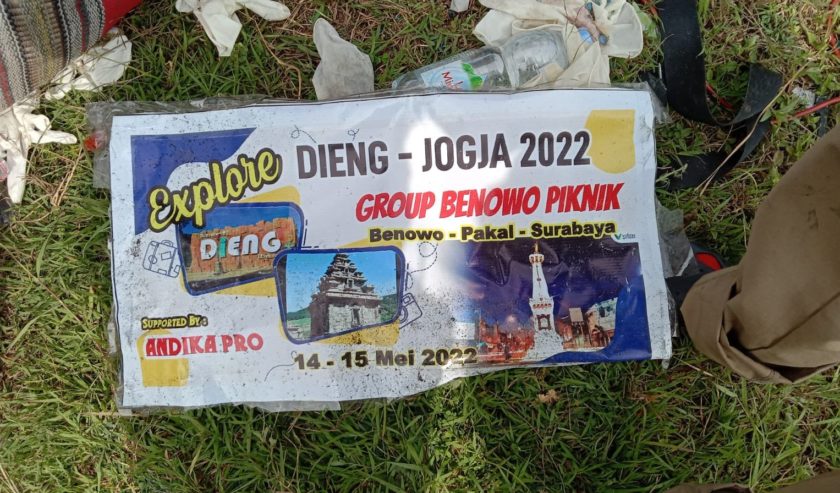 Explore DIENG - JOGJA 2022
GROUP BENOWO PIKNIK
Benowo - Pakal - Surabaya
DIENG
SUPPORTED BY :
ANDIKA PRO
14 - 15 Mei 2022